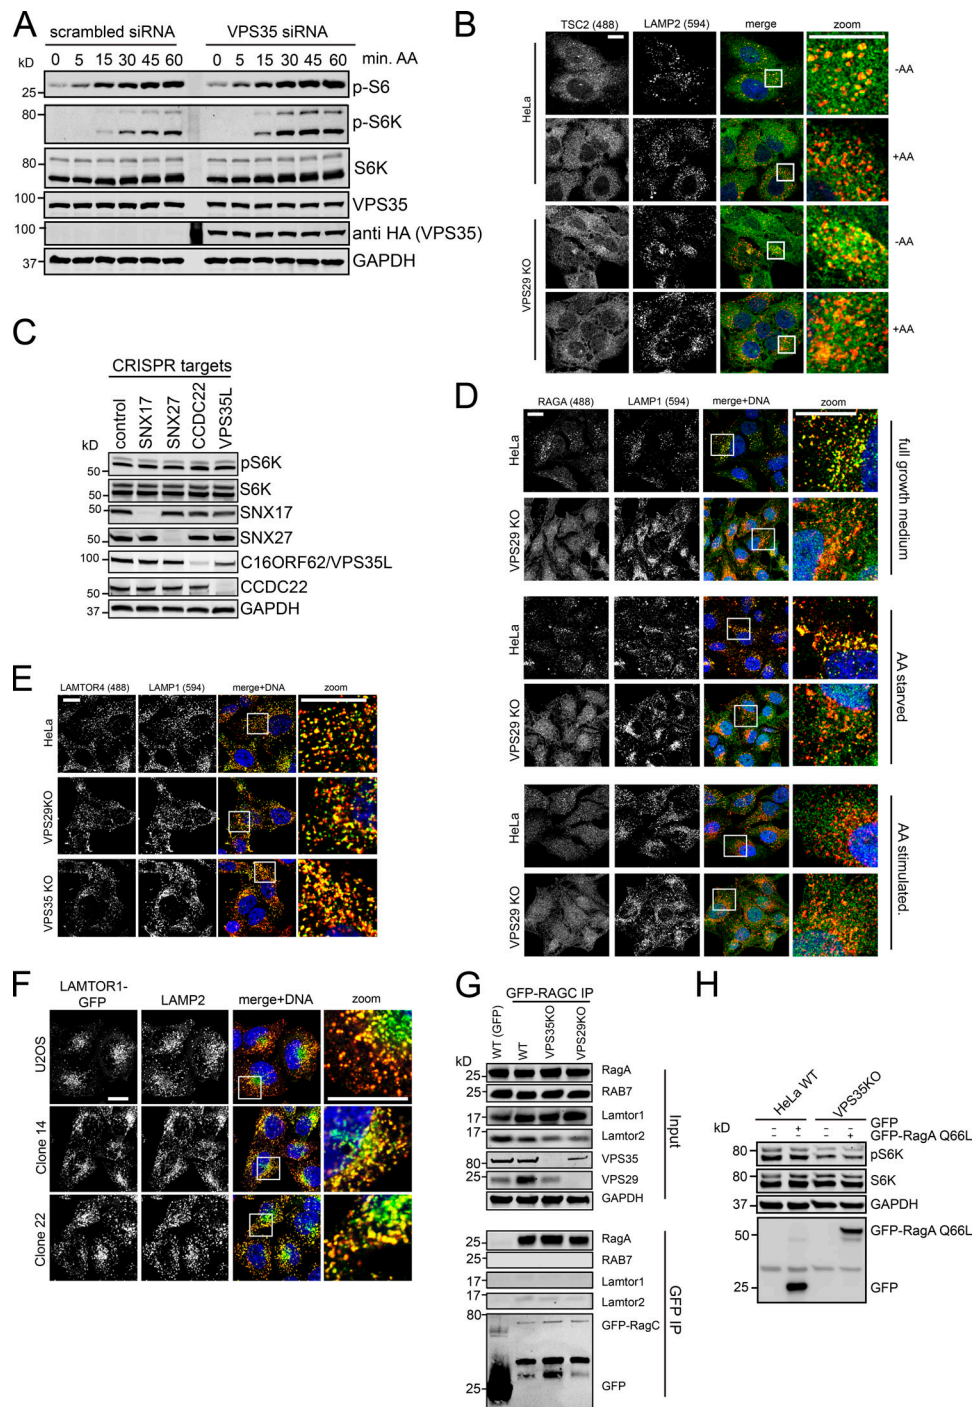 A
scrambled siRNA VPS35 siRNA
kD 0 5 15 30 45 60 0 5 15 30 45 60 min. AA
25 p-S6
80 p-S6K
80 S6K
100 VPS35
100 anti HA (VPS35)
37 GAPDH
B
TSC2 (488) LAMP2 (594) merge zoom
HeLa
-AA
+AA
VPS29 KO
-AA
+AA
C
CRISPR targets
control SNX17 SNX27 CCDC22 VPS35L
kD
50 pS6K
50 S6K
50 SNX17
50 SNX27
100 C16ORF62/VPS35L
50 CCDC22
37 GAPDH
D
RAGA (488) LAMP1 (594) merge+DNA zoom
HeLa
VPS29 KO
full growth medium
HeLa
VPS29 KO
AA starved
HeLa
VPS29 KO
AA stimulated.
E
LAMTOR4 (488) LAMP1 (594) merge+DNA zoom
HeLa
VPS29KO
VPS35 KO
F
LAMTOR1-
GFP LAMP2 merge+DNA zoom
U2OS
Clone 14
Clone 22
G
GFP-RAGC IP
WT (GFP) WT VPS35KO VPS29KO
kD
25 RagA
25 RAB7
17 Lamtor1
17 Lamtor2
80 VPS35
25 VPS29
GAPDH
Input
25 RagA
RAB7
17 Lamtor1
17 Lamtor2
80
GFP-RagC
25 GFP
GFP IP
H
HeLa WT VPS35KO
kD - + - - GFP
- - - + GFP-RagA Q66L
80 pS6K
80 S6K
37 GAPDH
50 GFP-RagA Q66L
25 GFP